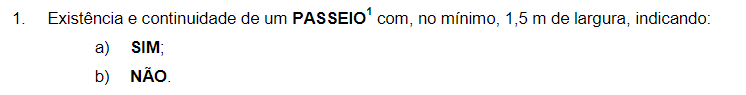 1. Existência e continuidade de um PASSEIO¹ com, no mínimo, 1,5 m de largura, indicando:
a) SIM;
b) NÃO.